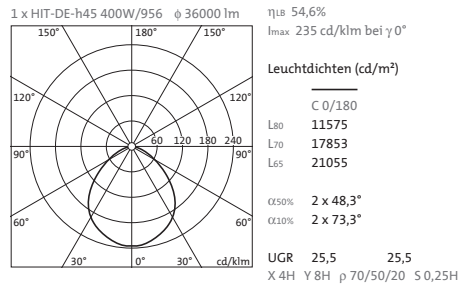 1 x HIT-DE-h45 400W/956 ϕ 36000 lm
150° 180° 150°
120° 120°
60 120 180 240
90° 90°
60° 60°
30° 0° 30° cd/klm
ηLB 54,6%
Imax 235 cd/klm bei γ 0°
Leuchtdichten (cd/m²)
C 0/180
L80 11575
L70 17853
L65 21055
α50% 2 x 48,3°
α10% 2 x 73,3°
UGR 25,5 25,5
X 4H Y 8H ρ 70/50/20 S 0,25H